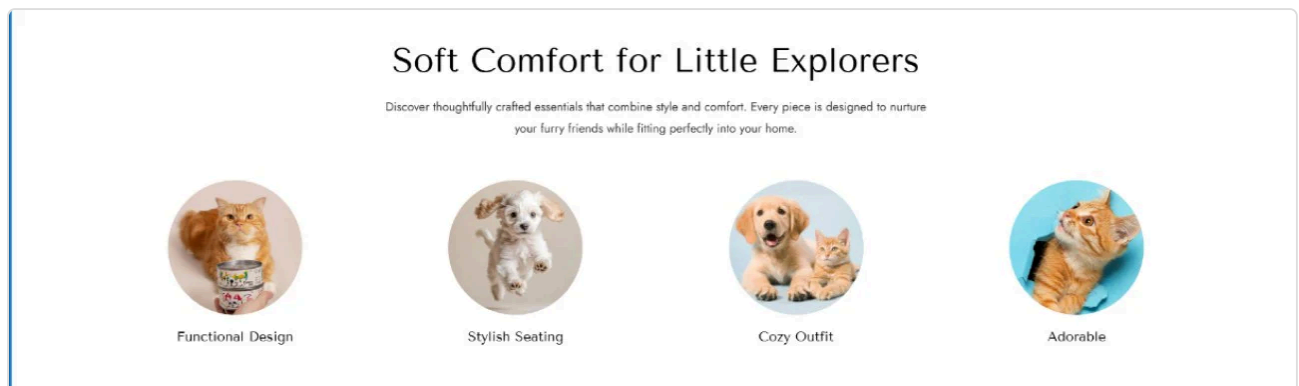 Soft Comfort for Little Explorers
Discover thoughtfully crafted essentials that combine style and comfort. Every piece is designed to nurture
your furry friends while fitting perfectly into your home.
Functional Design
Stylish Seating
Cozy Outfit
Adorable